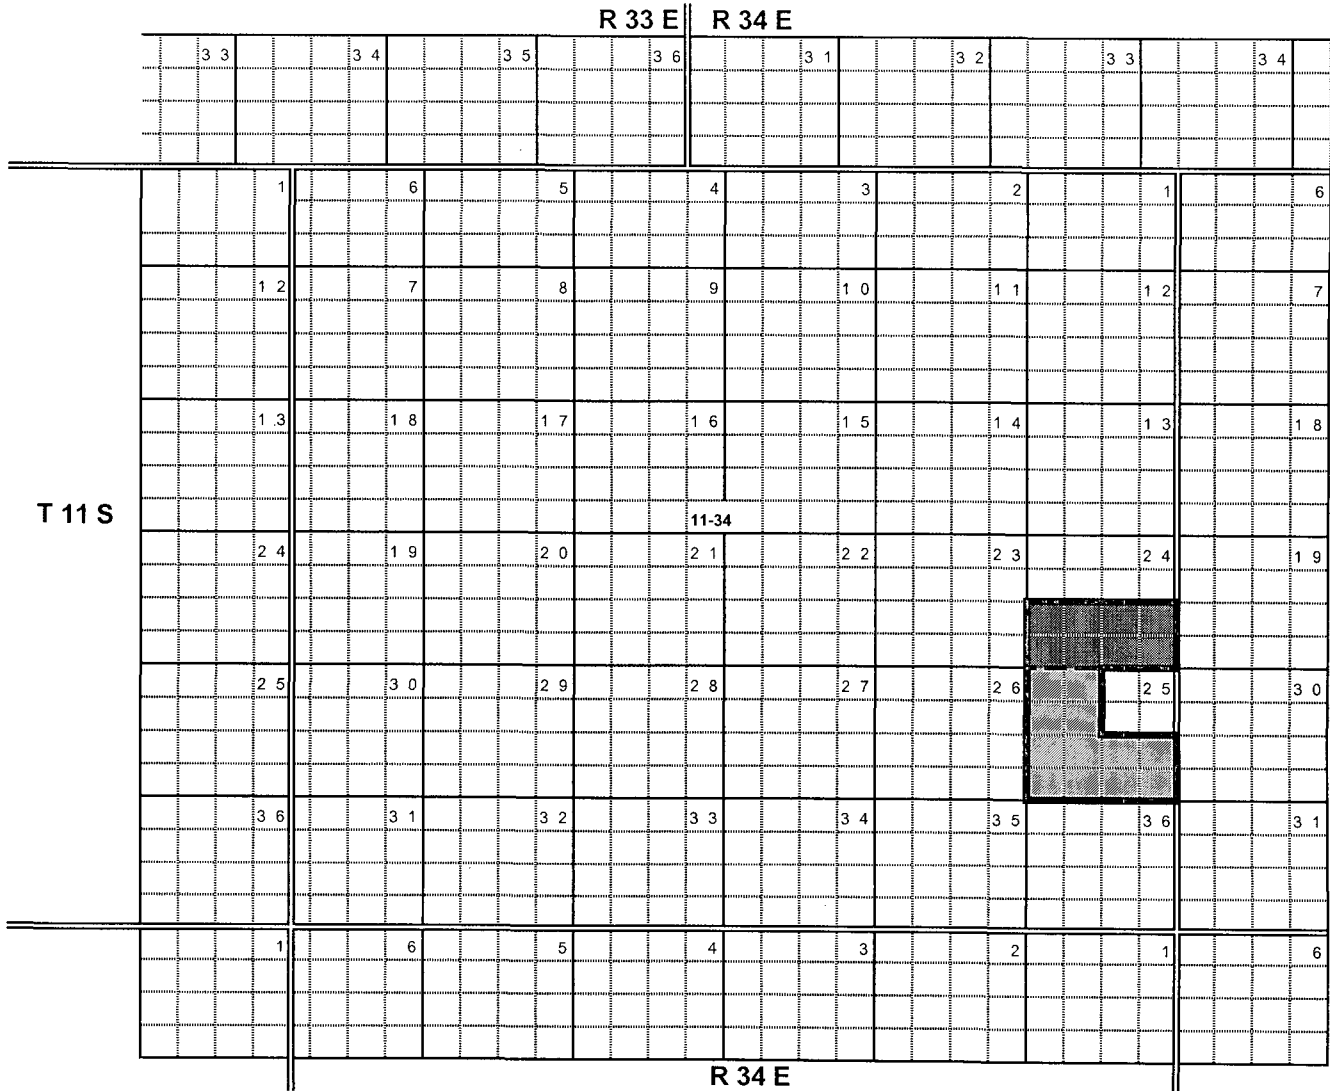 R 33 E R 34 E
33 34 35 36 31 32 33 34
1 6 5 4 3 2 1 6
12 7 8 9 10 11 12 7
1.3 18 17 16 15 14 13 18
T 11 S
11-34
24 19 20 21 22 23 24 19
25 30 29 28 27 26 25 30
36 31 32 33 34 35 36 31
1 6 5 4 3 2 1 6
R 34 E